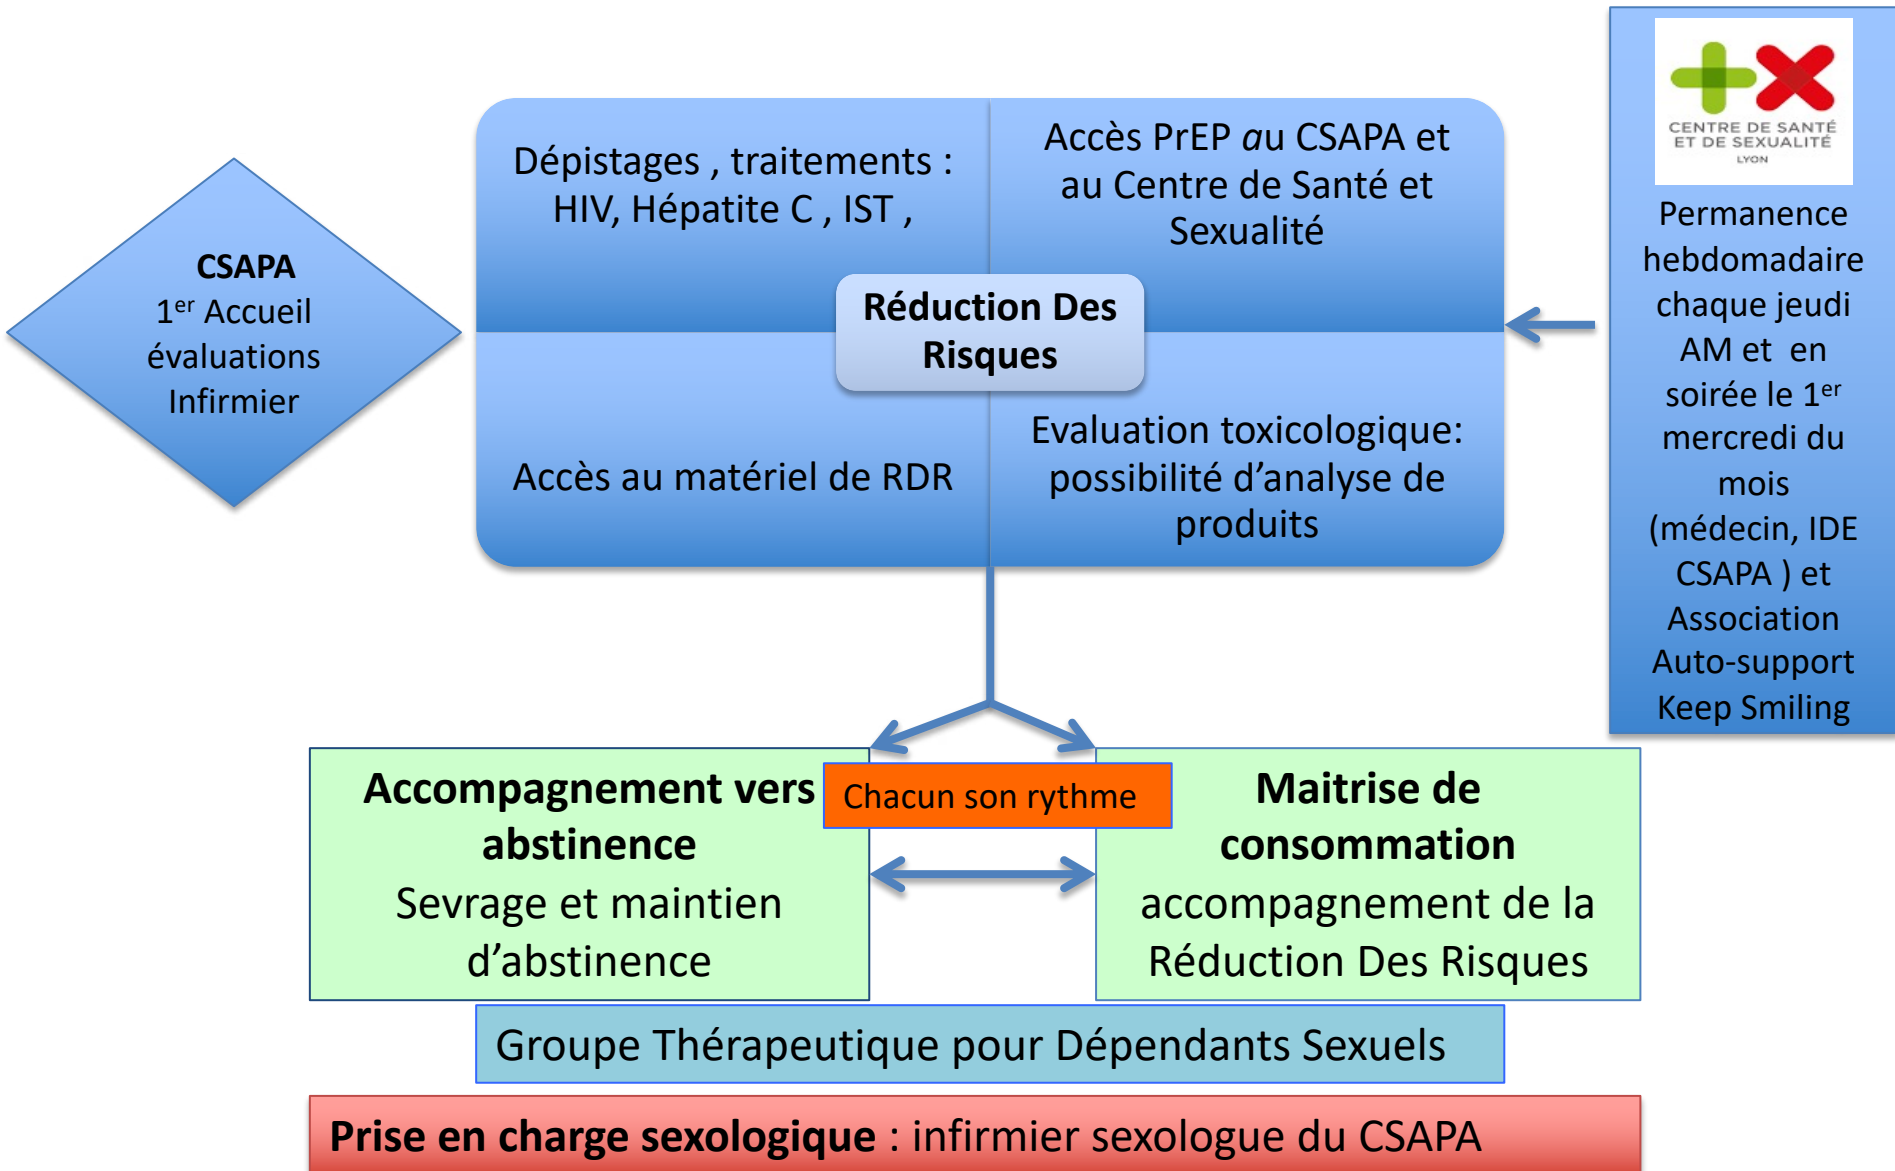 CSAPA
1er Accueil
évaluations
Infirmier
Dépistages , traitements :
HIV, Hépatite C , IST ,
Accès PrEP au CSAPA et
au Centre de Santé et
Sexualité
Réduction Des
Risques
Accès au matériel de RDR
Evaluation toxicologique:
possibilité d’analyse de
produits
CENTRE DE SANTÉ
ET DE SEXUALITÉ
LYON
Permanence
hebdomadaire
chaque jeudi
AM et en
soirée le 1er
mercredi du
mois
(médecin, IDE
CSAPA ) et
Association
Auto-support
Keep Smiling
Accompagnement vers
abstinence
Sevrage et maintien
d’abstinence
Chacun son rythme
Maitrise de
consommation
accompagnement de la
Réduction Des Risques
Groupe Thérapeutique pour Dépendants Sexuels
Prise en charge sexologique : infirmier sexologue du CSAPA